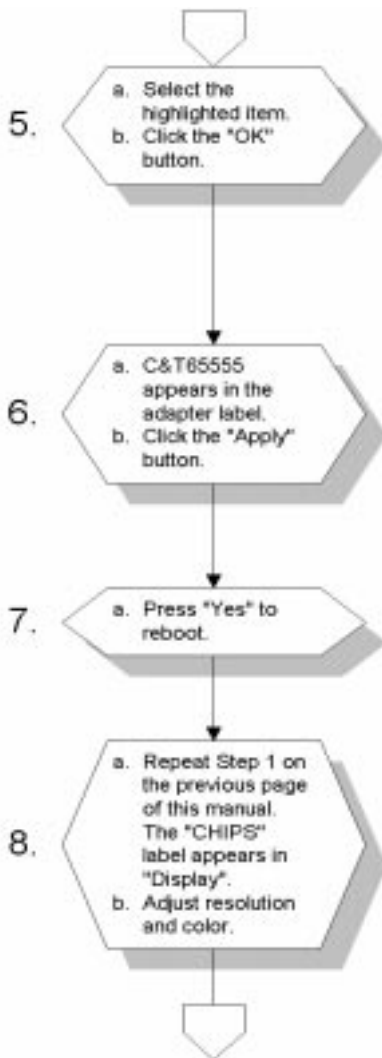 5.
a. Select the
highlighted item.
b. Click the "OK"
button.
6.
a. C&T65555
appears in the
adapter label.
b. Click the "Apply"
button.
7.
a. Press "Yes" to
reboot.
8.
a. Repeat Step 1 on
the previous page
of this manual.
The "CHIPS"
label appears in
"Display".
b. Adjust resolution
and color.